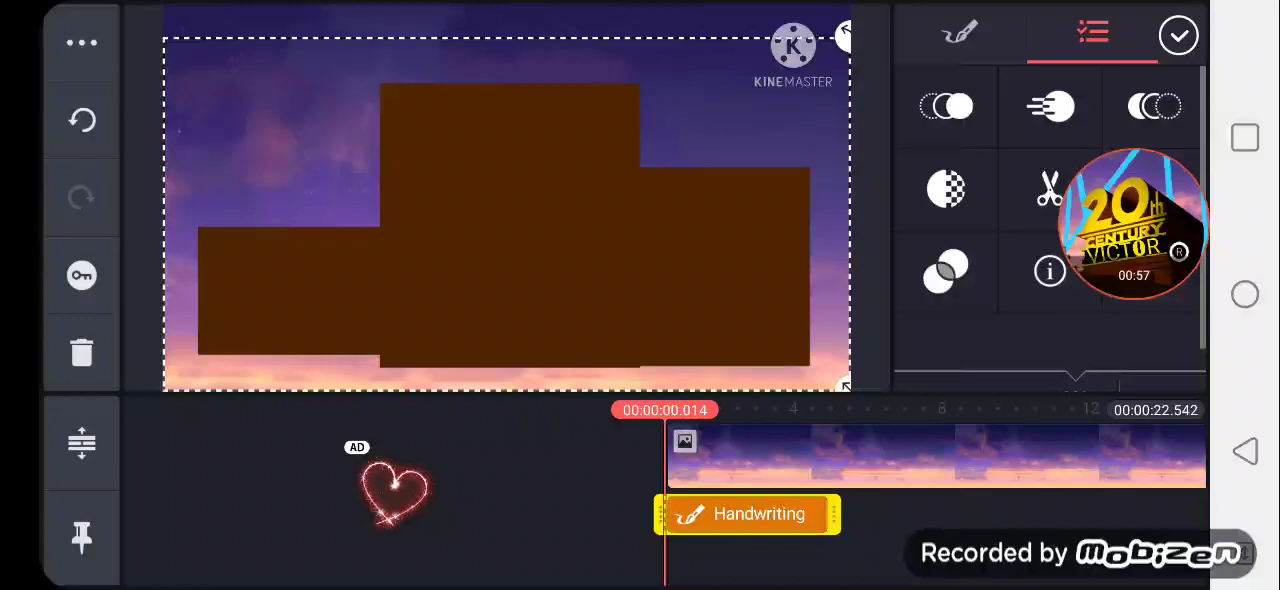 K
KINEMASTER
20th
CENTURY
VICTOR
R
00:57
i
00:00:00.014
4
8
12
00:00:22.542
AD
Handwriting
Recorded by MOBIZEN